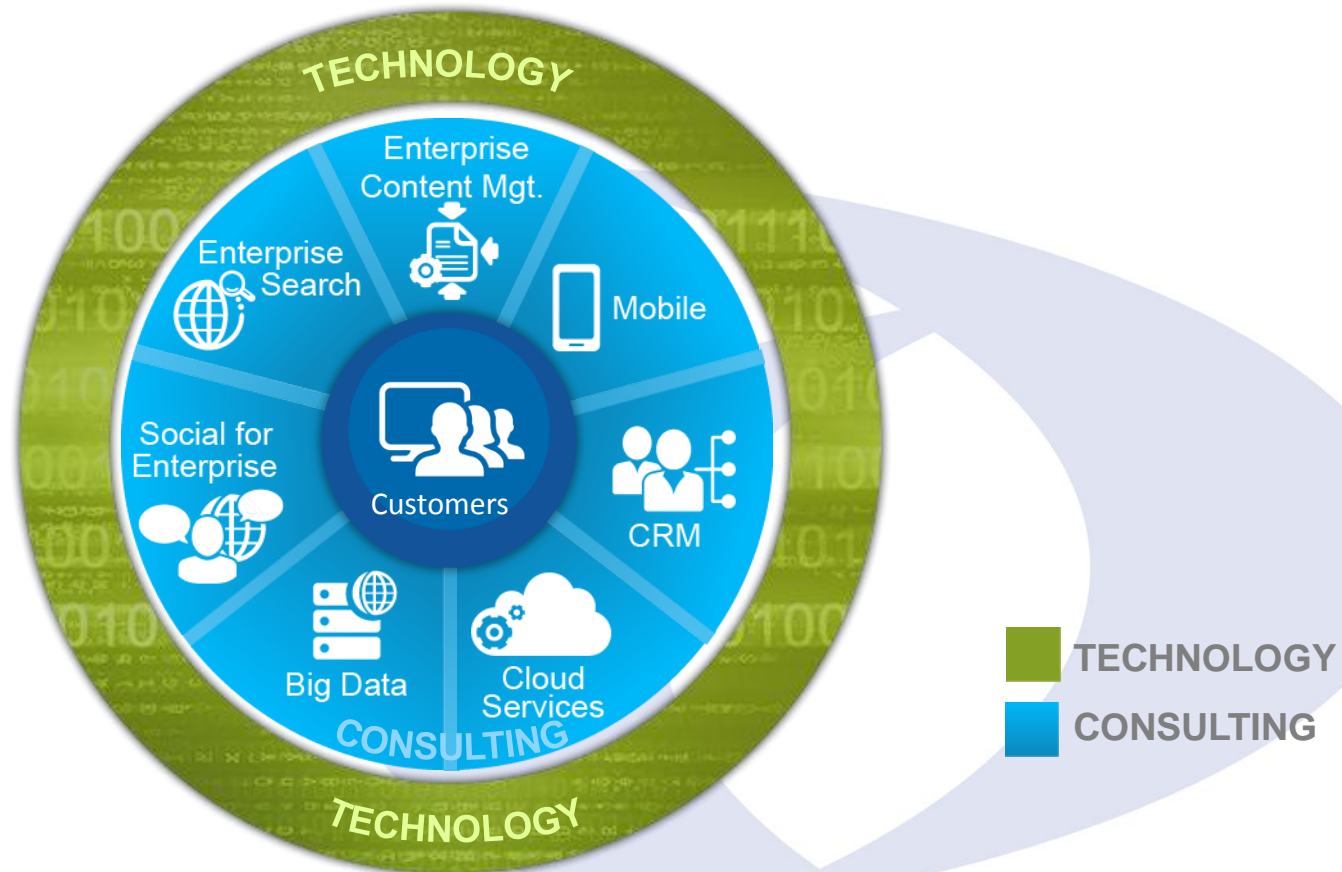 TECHNOLOGY
Enterprise
Content Mgt.
Enterprise
Search
Mobile
Social for
Enterprise
Customers
CRM
Big Data
Cloud
Services
CONSULTING
TECHNOLOGY
TECHNOLOGY
CONSULTING